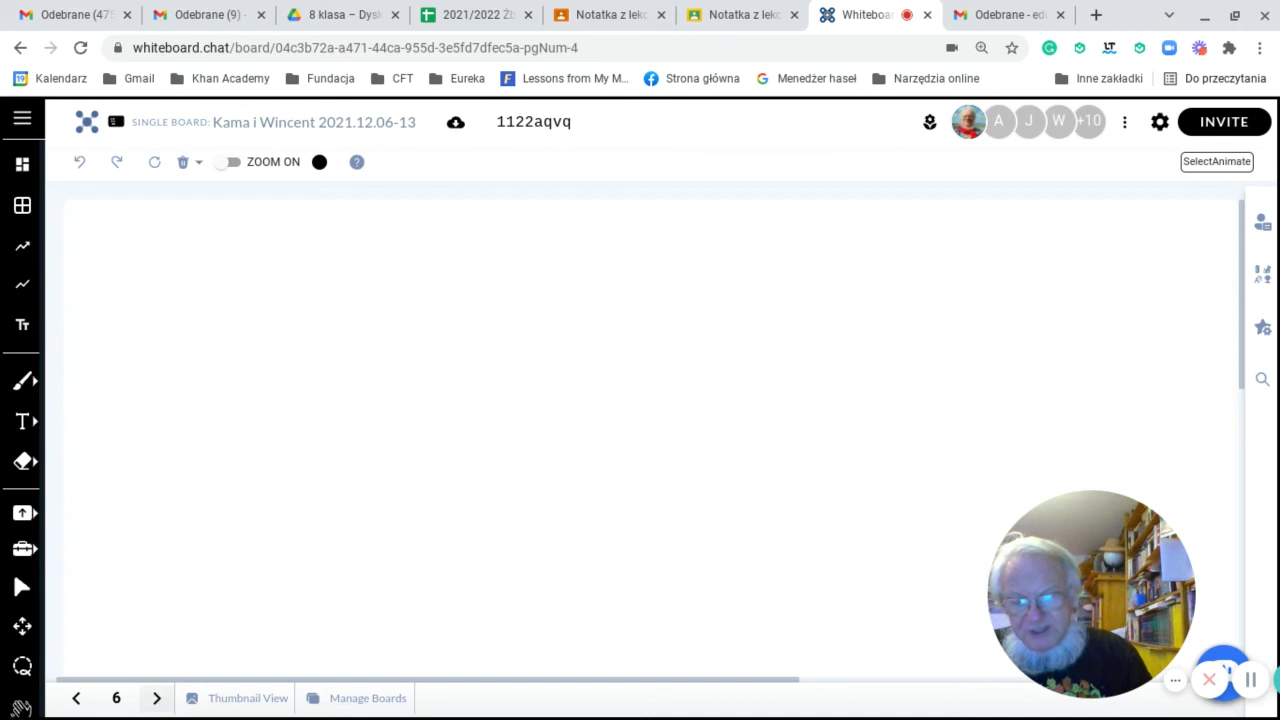 Odebrane (475
Odebrane (9) -
8 klasa – Dysk
2021/2022 Żb
Notatka z lekc
Notatka z lekc
Whiteboa
Odebrane - edu
whiteboard.chat/board/04c3b72a-a471-44ca-955d-3e5fd7dfec5a-pgNum-4
Kalendarz
Gmail
Khan Academy
Fundacja
CFT
Eureka
Lessons from My M...
Strona główna
Menedżer haseł
Narzędzia online
Inne zakładki
Do przeczytania
SINGLE BOARD: Kama i Wincent 2021.12.06-13
1122aqvq
A
J
W
+10
INVITE
ZOOM ON
SelectAnimate
6
Thumbnail View
Manage Boards